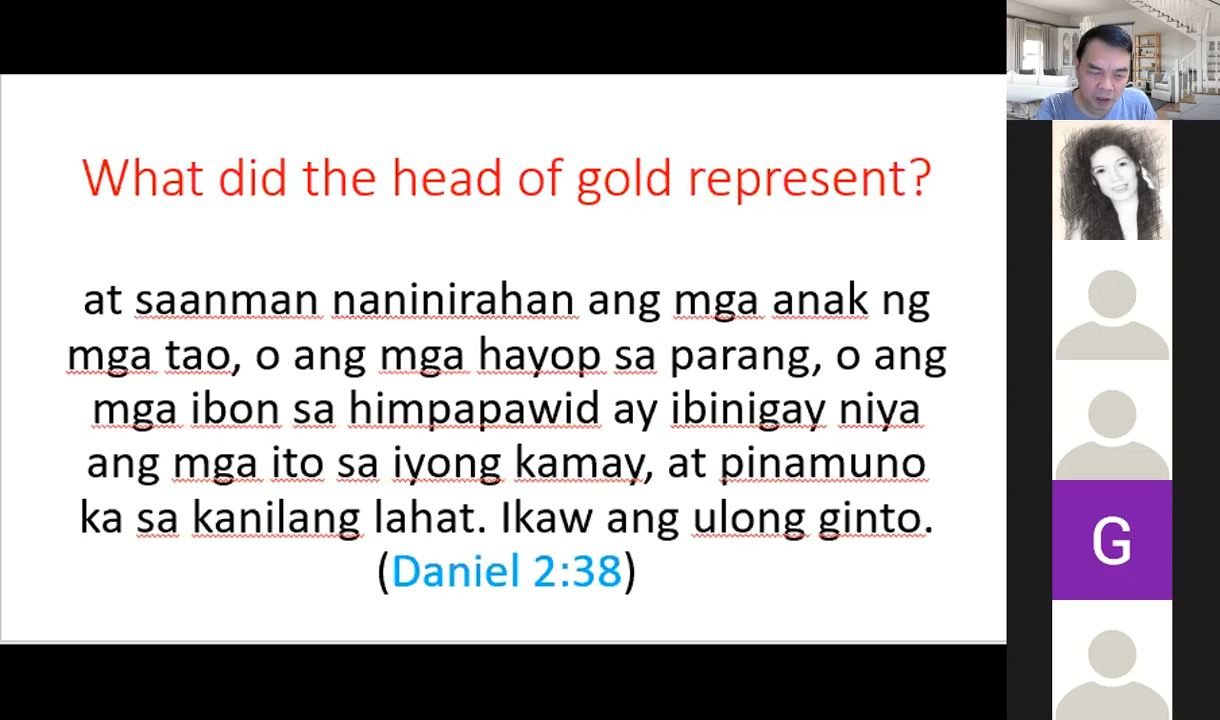 What did the head of gold represent?
at saanman naninirahan ang mga anak ng
mga tao, o ang mga hayop sa parang, o ang
mga ibon sa himpapawid ay ibinigay niya
ang mga ito sa iyong kamay, at pinamuno
ka sa kanilang lahat. Ikaw ang ulong ginto.
(Daniel 2:38)
G